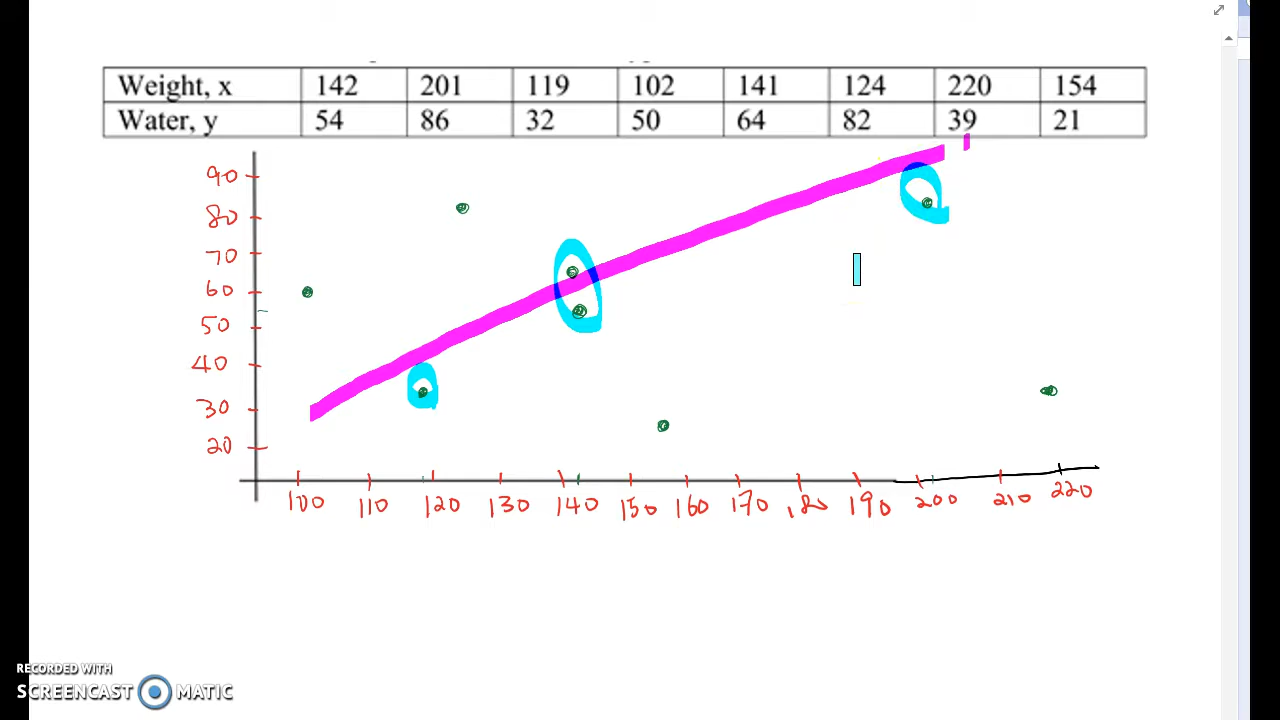 Weight, x 142 201 119 102 141 124 220 154
Water, y 54 86 32 50 64 82 39 21
90
80
70
60
50
40
30
20
100 110 120 130 140 150 160 170 180 190 200 210 220
RECORDED WITH
SCREENCAST MATIC